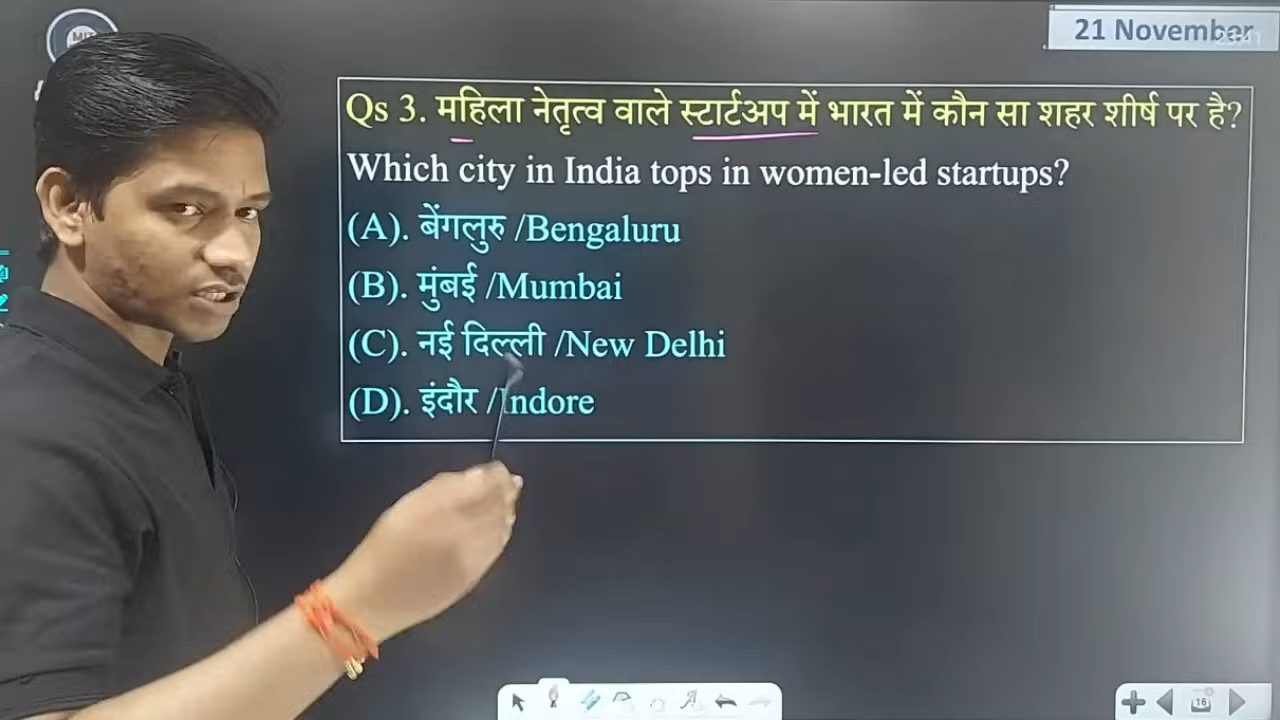 21 November
Qs 3. महिला नेतृत्व वाले स्टार्टअप में भारत में कौन सा शहर शीर्ष पर है?
Which city in India tops in women-led startups?
(A). बेंगलुरु /Bengaluru
(B). मुंबई /Mumbai
(C). नई दिल्ली /New Delhi
(D). इंदौर /Indore
16